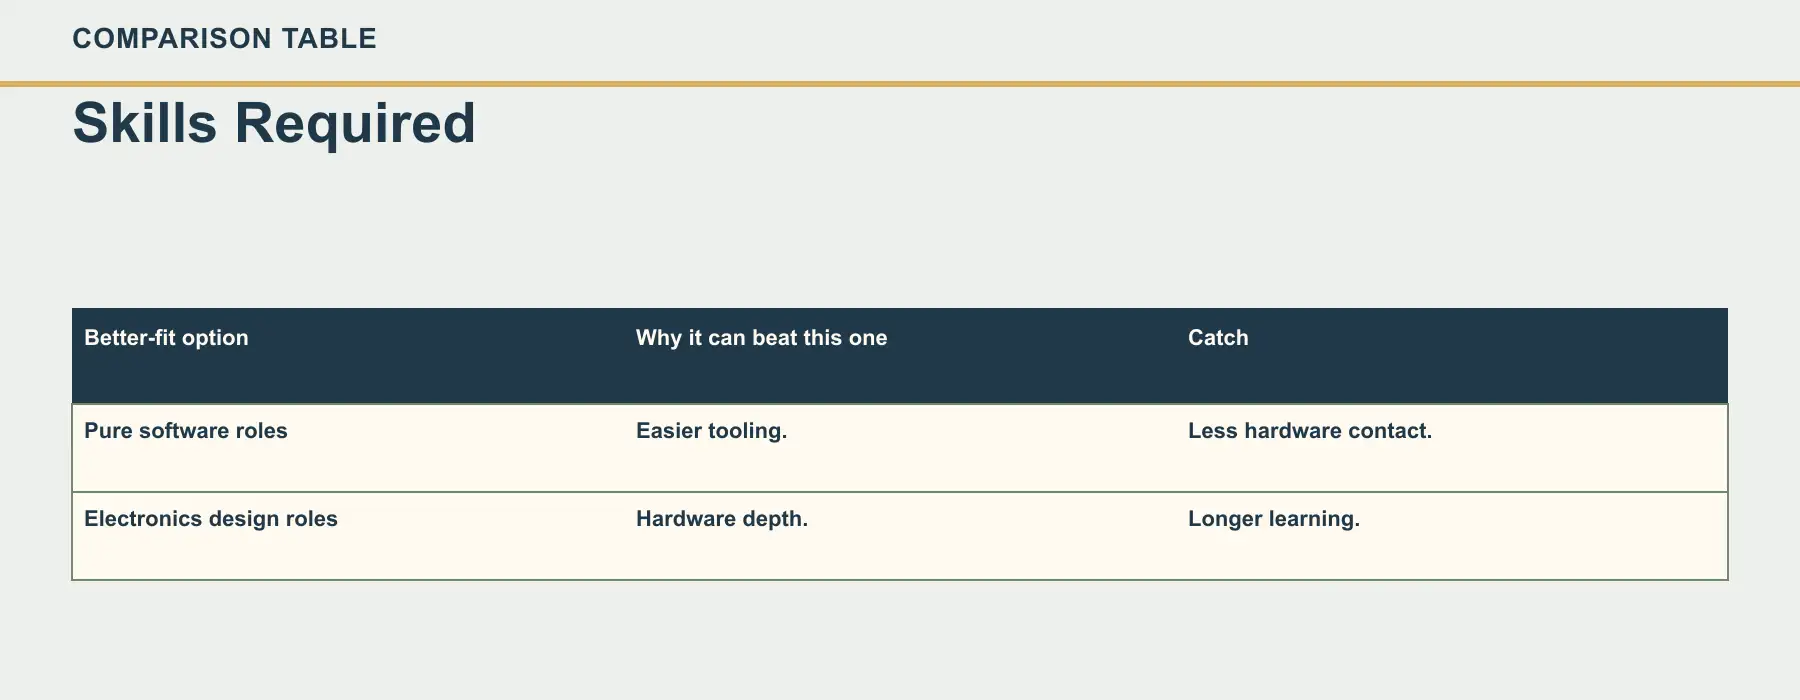 COMPARISON TABLE
Skills Required
Better-fit option Why it can beat this one Catch
Pure software roles Easier tooling. Less hardware contact.
Electronics design roles Hardware depth. Longer learning.